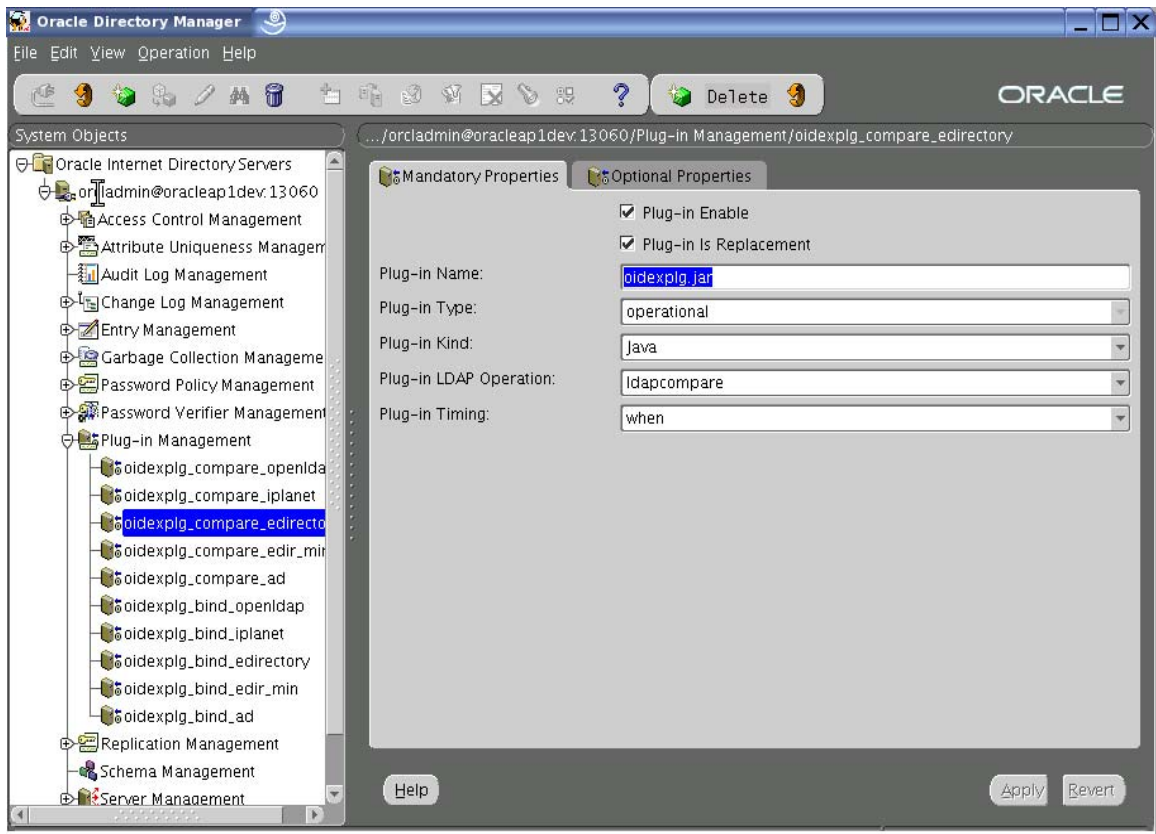 Oracle Directory Manager
File Edit View Operation Help
Delete
ORACLE
System Objects
.../orcladmin@oracleap1dev:13060/Plug-in Management/oidexplg_compare_edirectory
Oracle Internet Directory Servers
orcladmin@oracleap1dev:13060
Access Control Management
Attribute Uniqueness Managem
Audit Log Management
Change Log Management
Entry Management
Garbage Collection Manageme
Password Policy Management
Password Verifier Management
Plug-in Management
oidexplg_compare_openlda
oidexplg_compare_iplanet
oidexplg_compare_edirecto
oidexplg_compare_edir_min
oidexplg_compare_ad
oidexplg_bind_openldap
oidexplg_bind_iplanet
oidexplg_bind_edirectory
oidexplg_bind_edir_min
oidexplg_bind_ad
Replication Management
Schema Management
Server Management
Mandatory Properties
Optional Properties
Plug-in Enable
Plug-in Is Replacement
Plug-in Name: oidexplg.jar
Plug-in Type: operational
Plug-in Kind: Java
Plug-in LDAP Operation: ldapcompare
Plug-in Timing: when
Help
Apply
Revert